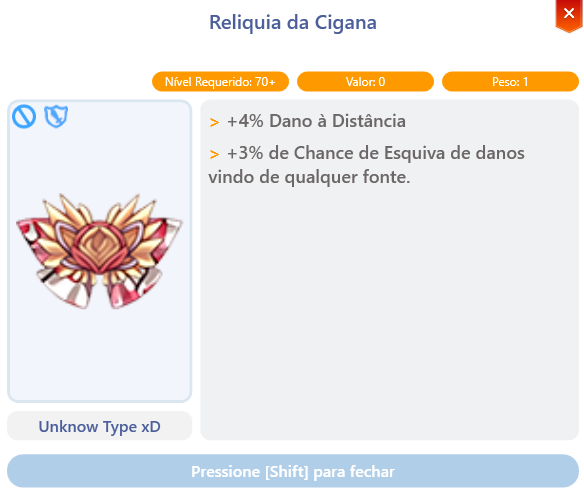 Reliquia da Cigana
Nível Requerido: 70+
Valor: 0
Peso: 1
> +4% Dano à Distância
> +3% de Chance de Esquiva de danos
vindo de qualquer fonte.
Unknow Type xD
Pressione [Shift] para fechar